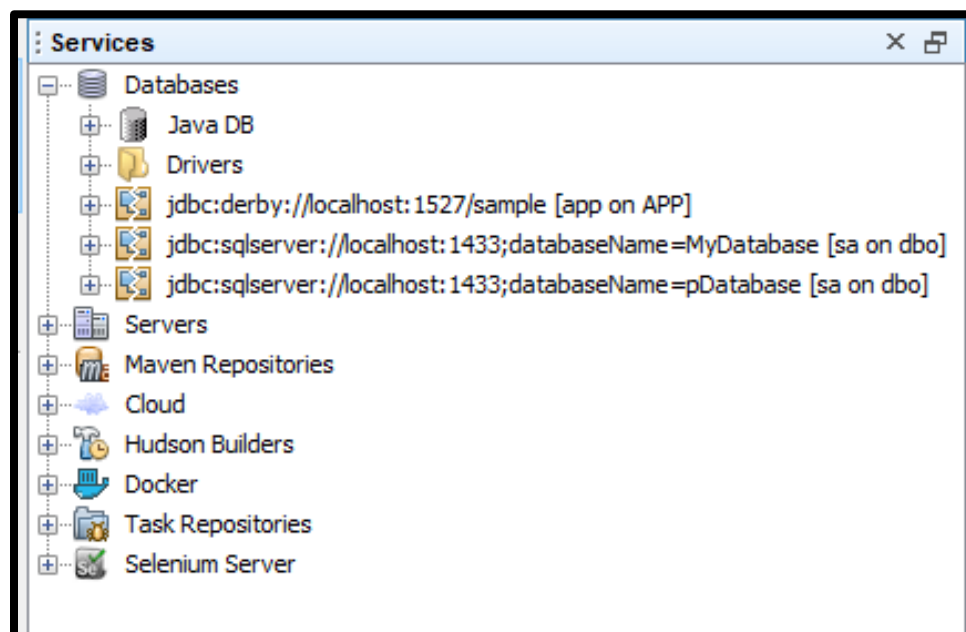 Services
Databases
Java DB
Drivers
jdbc:derby://localhost:1527/sample [app on APP]
jdbc:sqlserver://localhost:1433;databaseName=MyDatabase [sa on dbo]
jdbc:sqlserver://localhost:1433;databaseName=pDatabase [sa on dbo]
Servers
Maven Repositories
Cloud
Hudson Builders
Docker
Task Repositories
Selenium Server